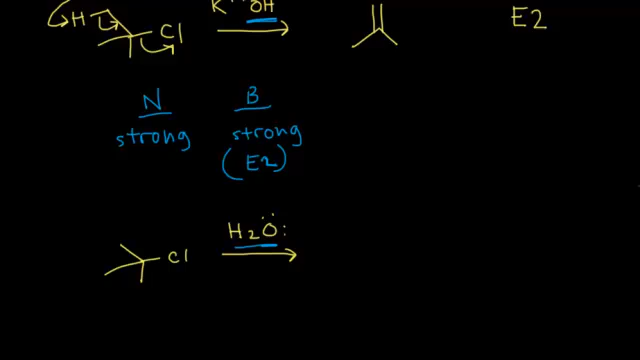 K OH
H Cl E2
N B
strong strong
(E2)
H2Ö:
Cl